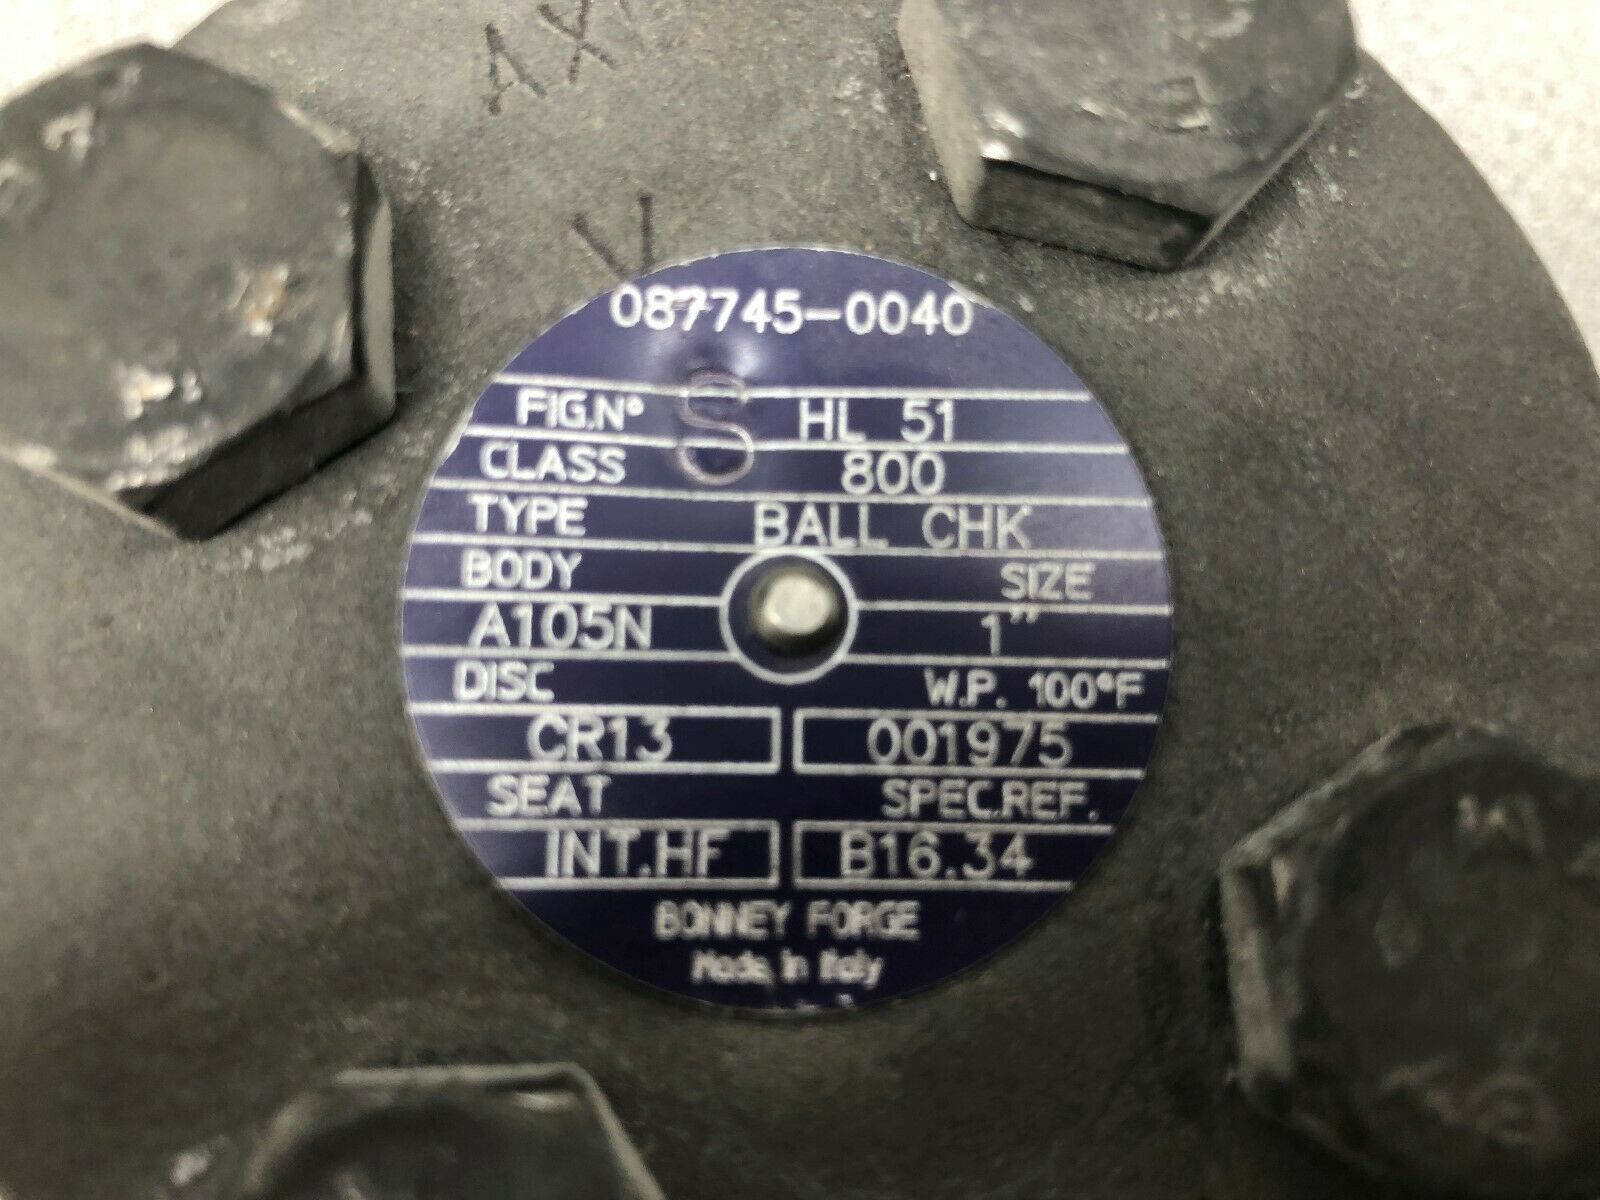 087745-0040
FIG.N° S HL 51
CLASS 800
TYPE BALL CHK
BODY SIZE
A105N 1"
DISC W.P. 100°F
CR13 001975
SEAT SPEC.REF.
INT.HF B16.34
BONNEY FORGE
Made in Italy